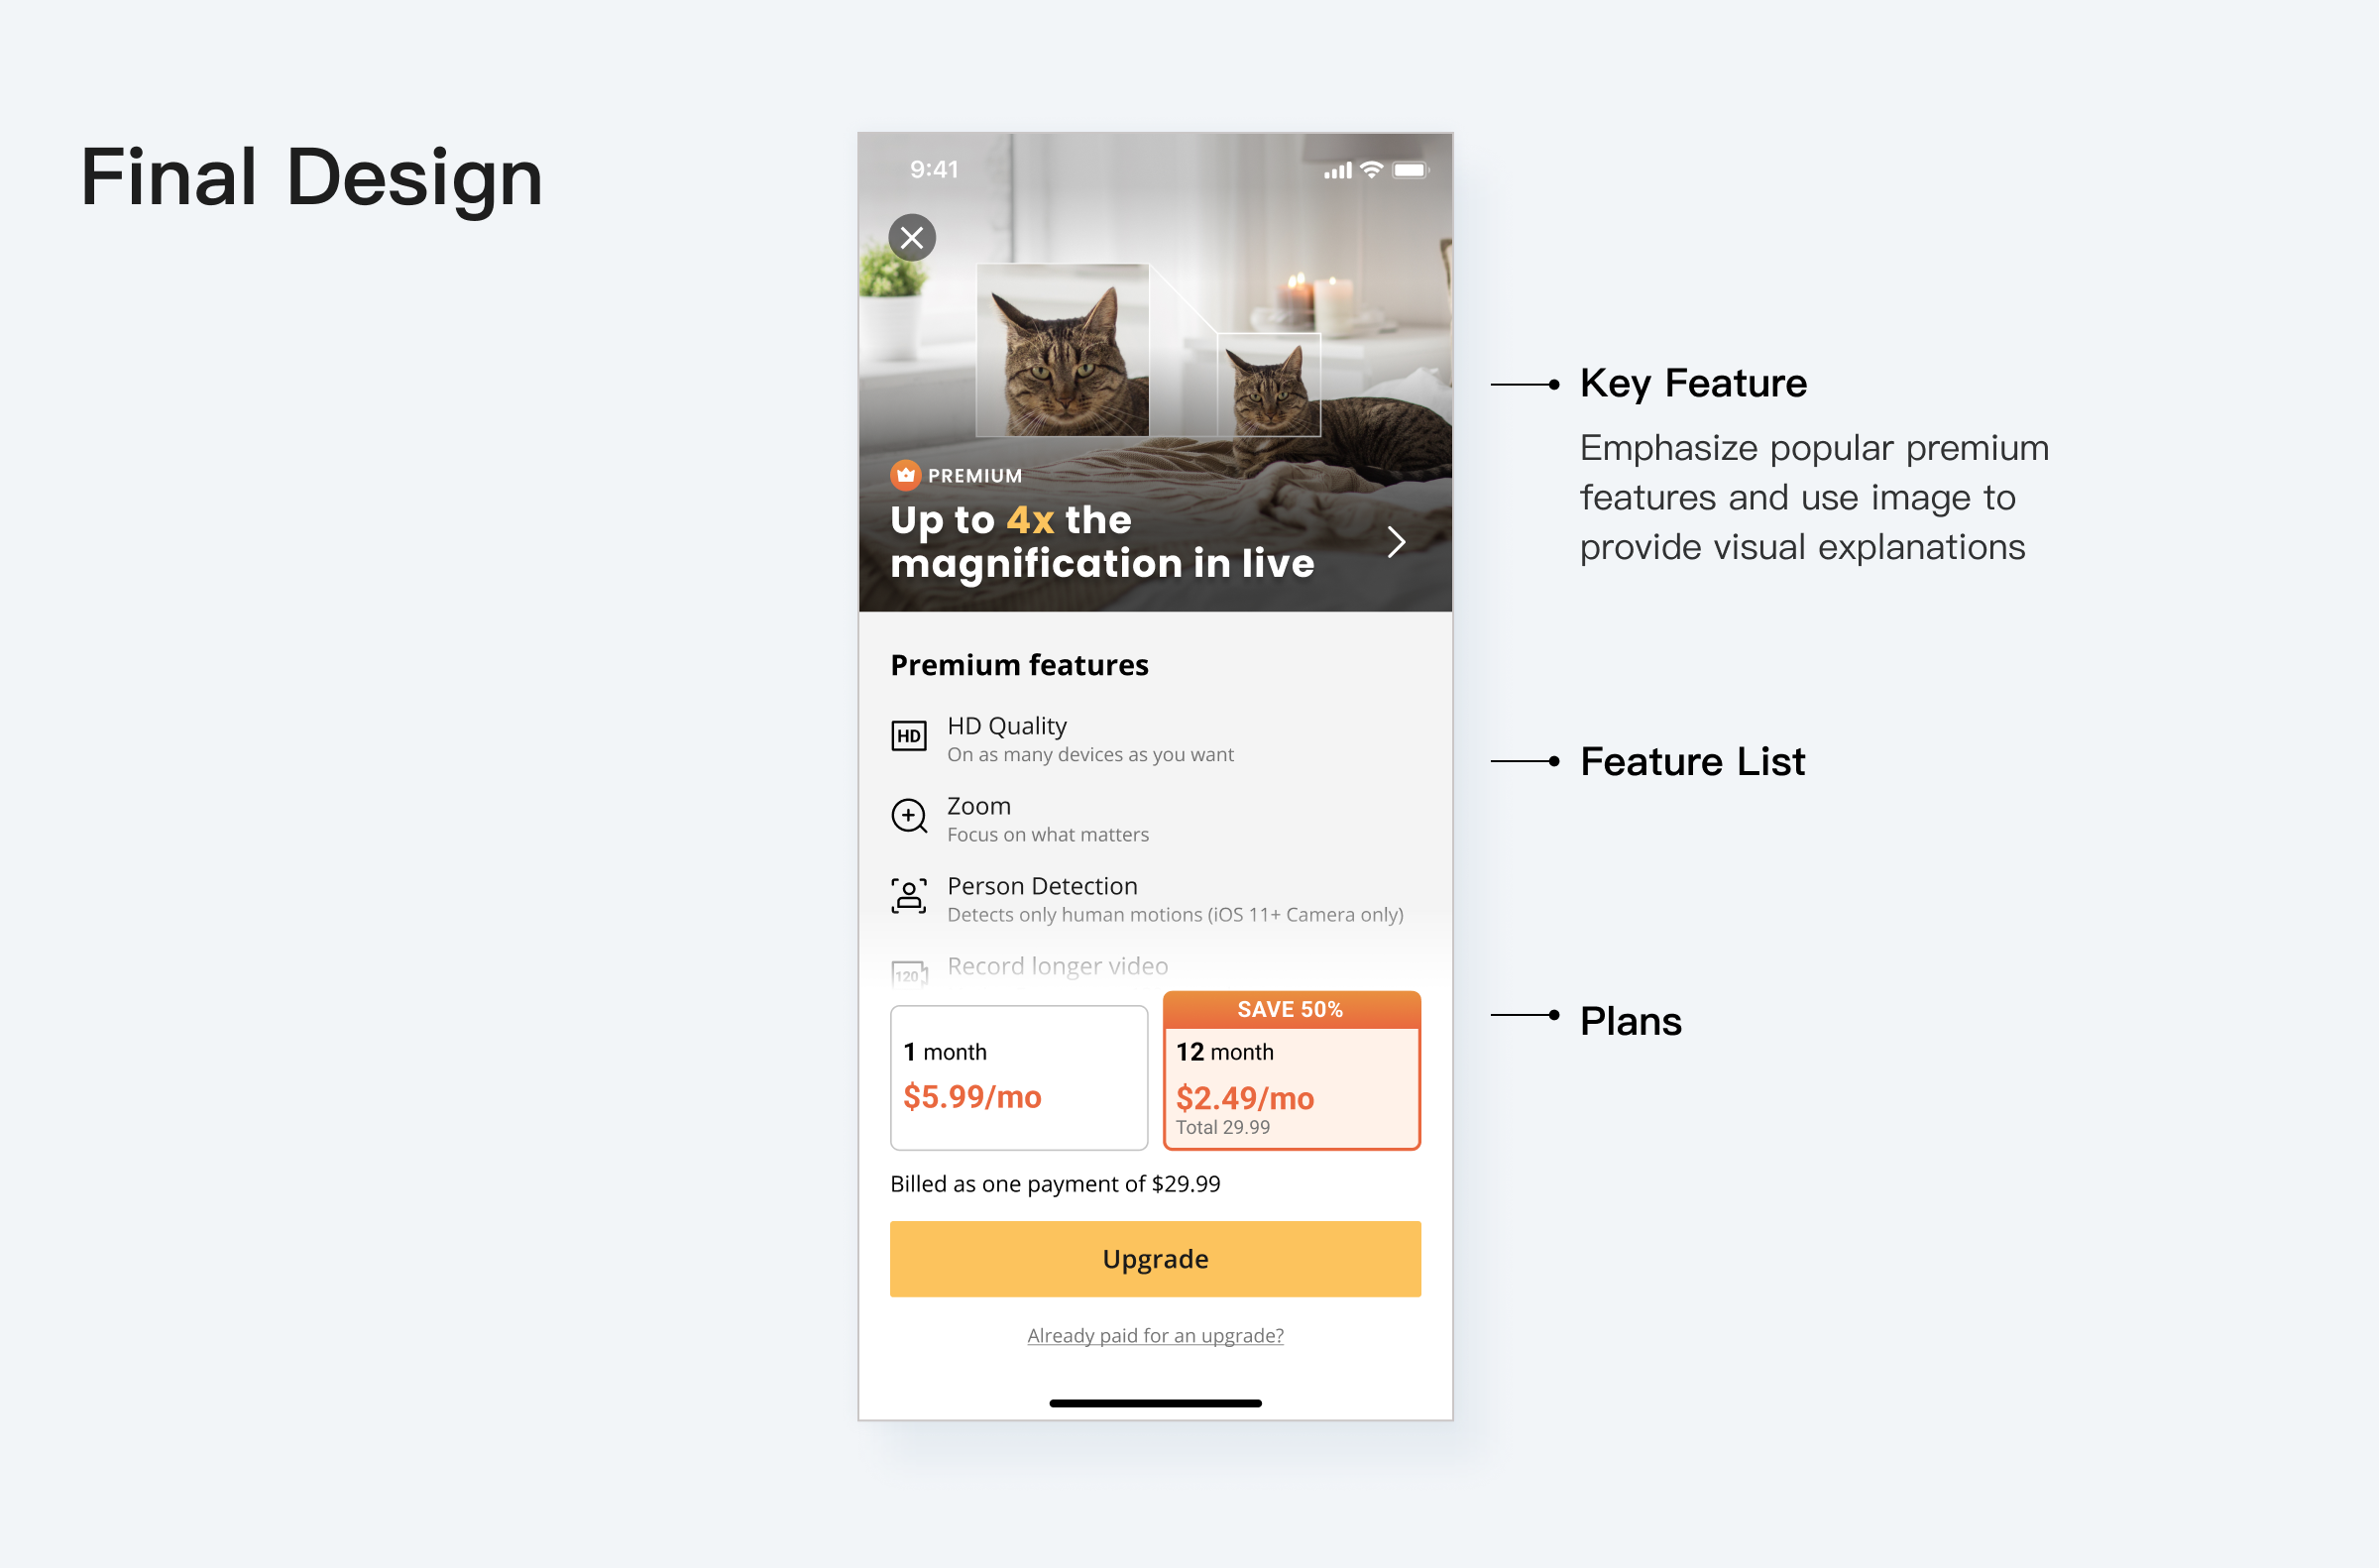 Final Design
9:41
PREMIUM
Up to 4x the
magnification in live
Premium features
HD
HD Quality
On as many devices as you want
Zoom
Focus on what matters
Person Detection
Detects only human motions (iOS 11+ Camera only)
120
Record longer video
1 month
$5.99/mo
SAVE 50%
12 month
$2.49/mo
Total 29.99
Billed as one payment of $29.99
Upgrade
Already paid for an upgrade?
Key Feature
Emphasize popular premium
features and use image to
provide visual explanations
Feature List
Plans